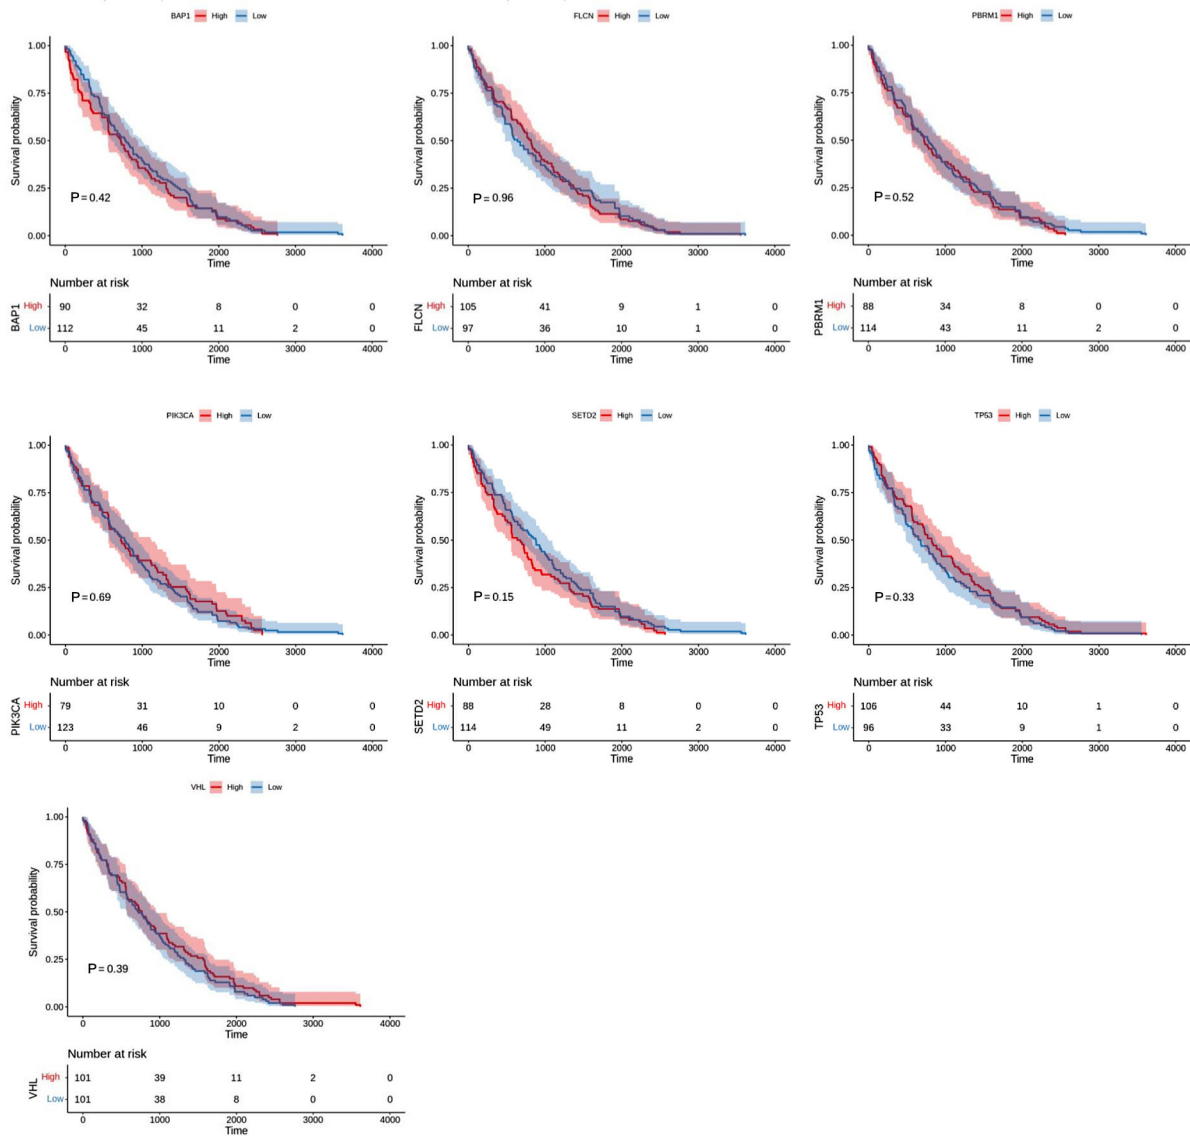 BAP1 High Low
1.00
0.75
0.50
0.25
0.00
Survival probability
P = 0.42
0 1000 2000 3000 4000
Time
Number at risk
BAP1
High 90 32 8 0 0
Low 112 45 11 2 0
0 1000 2000 3000 4000
Time
FLCN High Low
1.00
0.75
0.50
0.25
0.00
Survival probability
P = 0.96
0 1000 2000 3000 4000
Time
Number at risk
FLCN
High 105 41 9 1 0
Low 97 36 10 1 0
0 1000 2000 3000 4000
Time
PBRM1 High Low
1.00
0.75
0.50
0.25
0.00
Survival probability
P = 0.52
0 1000 2000 3000 4000
Time
Number at risk
PBRM1
High 88 34 8 0 0
Low 114 43 11 2 0
0 1000 2000 3000 4000
Time
PIK3CA High Low
1.00
0.75
0.50
0.25
0.00
Survival probability
P = 0.69
0 1000 2000 3000 4000
Time
Number at risk
PIK3CA
High 79 31 10 0 0
Low 123 46 9 2 0
0 1000 2000 3000 4000
Time
SETD2 High Low
1.00
0.75
0.50
0.25
0.00
Survival probability
P = 0.15
0 1000 2000 3000 4000
Time
Number at risk
SETD2
High 88 28 8 0 0
Low 114 49 11 2 0
0 1000 2000 3000 4000
Time
TP53 High Low
1.00
0.75
0.50
0.25
0.00
Survival probability
P = 0.33
0 1000 2000 3000 4000
Time
Number at risk
TP53
High 106 44 10 1 0
Low 96 33 9 1 0
0 1000 2000 3000 4000
Time
VHL High Low
1.00
0.75
0.50
0.25
0.00
Survival probability
P = 0.39
0 1000 2000 3000 4000
Time
Number at risk
VHL
High 101 39 11 2 0
Low 101 38 8 0 0
0 1000 2000 3000 4000
Time